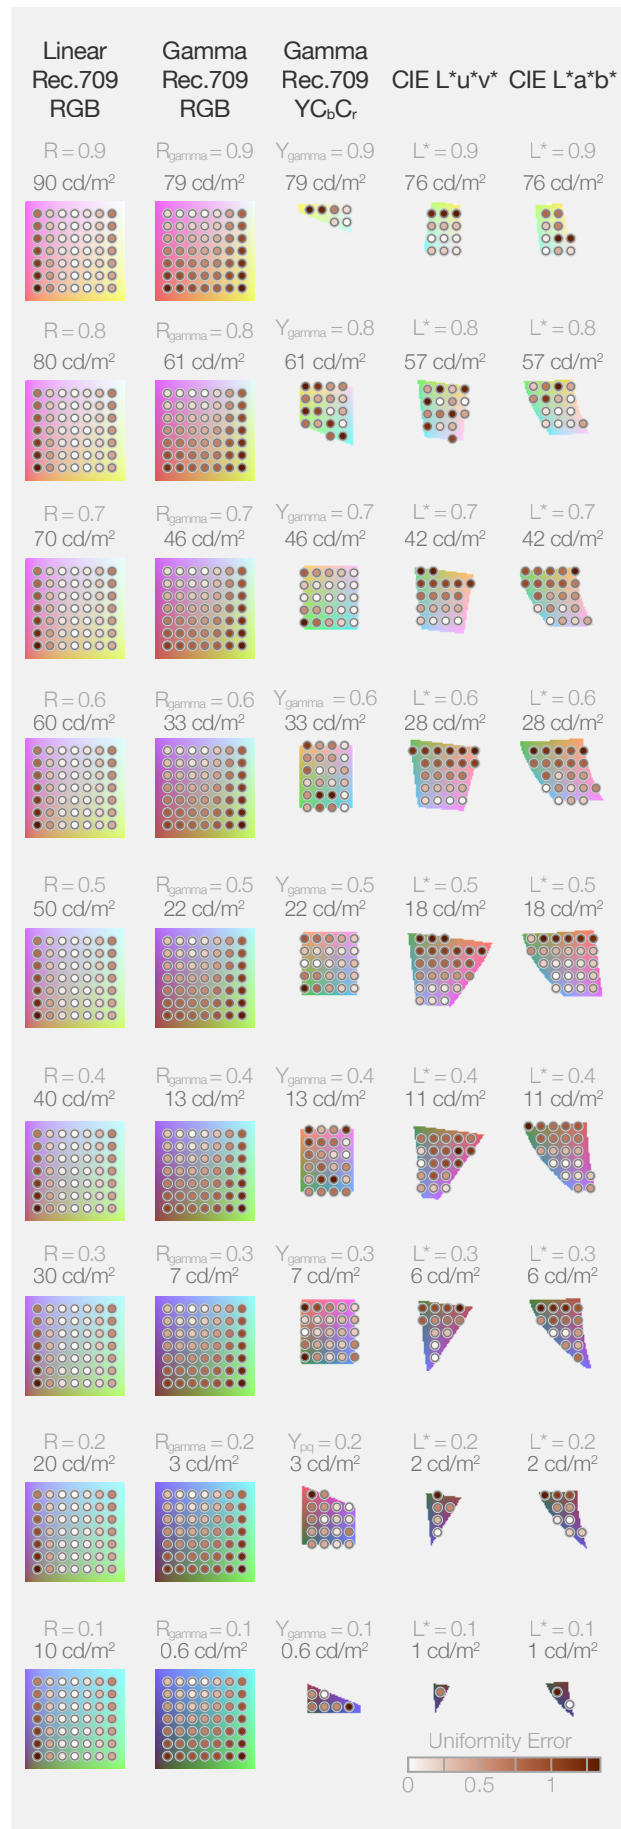 Linear Rec.709 RGB
Gamma Rec.709 RGB
Gamma Rec.709 YCbCr
CIE L*u*v*
CIE L*a*b*
R = 0.9 Rgamma = 0.9 Ygamma = 0.9 L* = 0.9 L* = 0.9
90 cd/m² 79 cd/m² 79 cd/m² 76 cd/m² 76 cd/m²
R = 0.8 Rgamma = 0.8 Ygamma = 0.8 L* = 0.8 L* = 0.8
80 cd/m² 61 cd/m² 61 cd/m² 57 cd/m² 57 cd/m²
R = 0.7 Rgamma = 0.7 Ygamma = 0.7 L* = 0.7 L* = 0.7
70 cd/m² 46 cd/m² 46 cd/m² 42 cd/m² 42 cd/m²
R = 0.6 Rgamma = 0.6 Ygamma = 0.6 L* = 0.6 L* = 0.6
60 cd/m² 33 cd/m² 33 cd/m² 28 cd/m² 28 cd/m²
R = 0.5 Rgamma = 0.5 Ygamma = 0.5 L* = 0.5 L* = 0.5
50 cd/m² 22 cd/m² 22 cd/m² 18 cd/m² 18 cd/m²
R = 0.4 Rgamma = 0.4 Ygamma = 0.4 L* = 0.4 L* = 0.4
40 cd/m² 13 cd/m² 13 cd/m² 11 cd/m² 11 cd/m²
R = 0.3 Rgamma = 0.3 Ygamma = 0.3 L* = 0.3 L* = 0.3
30 cd/m² 7 cd/m² 7 cd/m² 6 cd/m² 6 cd/m²
R = 0.2 Rgamma = 0.2 Ypq = 0.2 L* = 0.2 L* = 0.2
20 cd/m² 3 cd/m² 3 cd/m² 2 cd/m² 2 cd/m²
R = 0.1 Rgamma = 0.1 Ygamma = 0.1 L* = 0.1 L* = 0.1
10 cd/m² 0.6 cd/m² 0.6 cd/m² 1 cd/m² 1 cd/m²
Uniformity Error
0 0.5 1